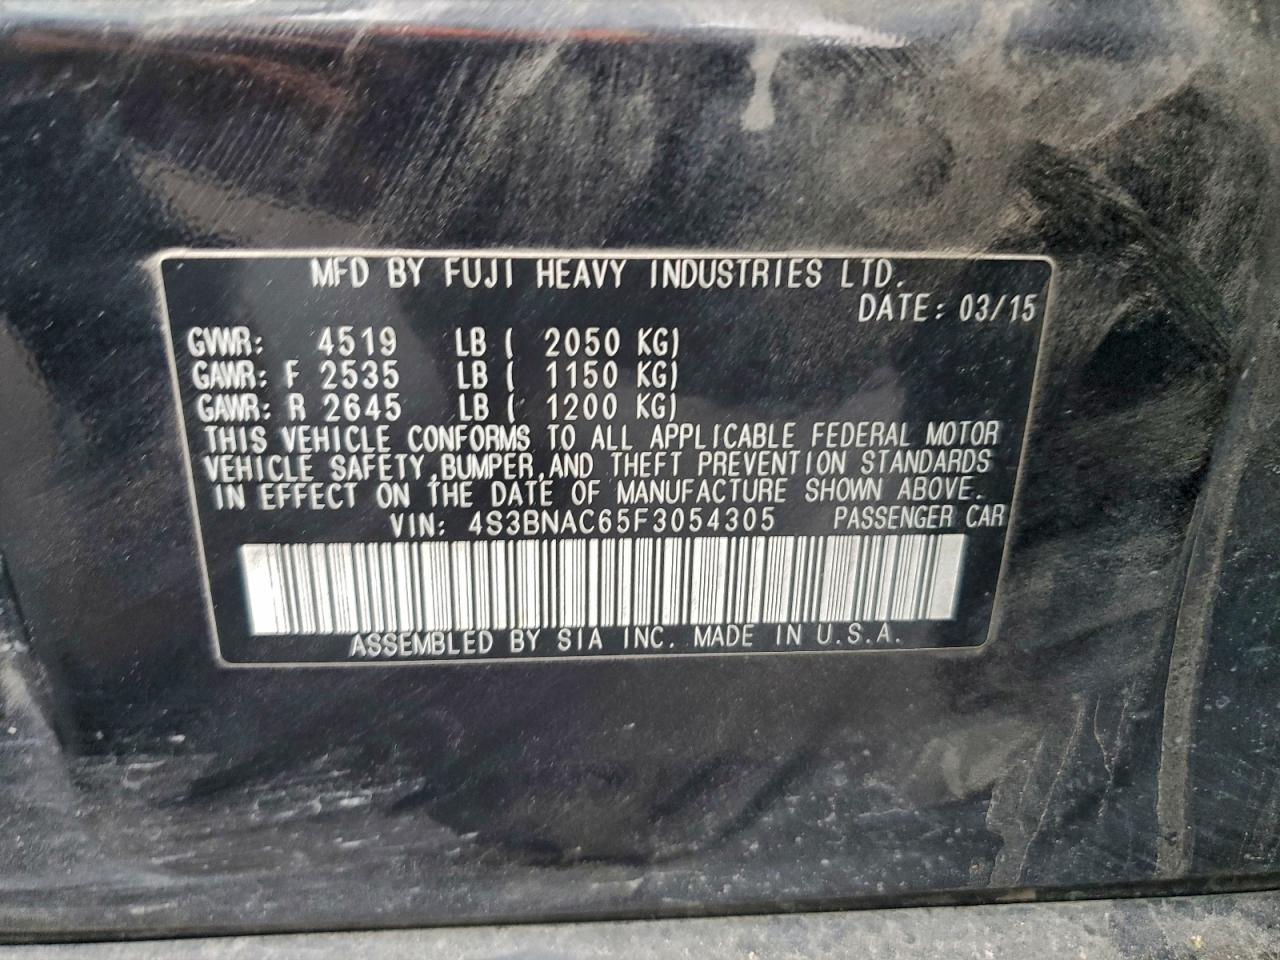 MFD BY FUJI HEAVY INDUSTRIES LTD.
DATE: 03/15
GVWR: 4519 LB ( 2050 KG)
GAWR: F 2535 LB ( 1150 KG)
GAWR: R 2645 LB ( 1200 KG)
THIS VEHICLE CONFORMS TO ALL APPLICABLE FEDERAL MOTOR
VEHICLE SAFETY,BUMPER,AND THEFT PREVENTION STANDARDS
IN EFFECT ON THE DATE OF MANUFACTURE SHOWN ABOVE.
VIN: 4S3BNAC65F3054305 PASSENGER CAR
ASSEMBLED BY SIA INC. MADE IN U.S.A.